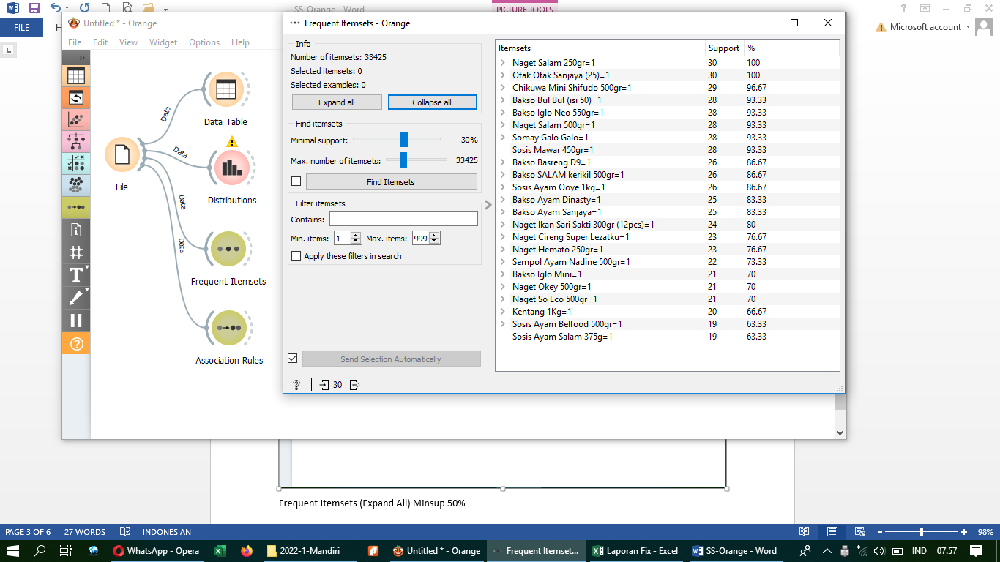 SS-Orange - Word
PICTURE TOOLS
FILE
H
Microsoft account
Untitled * - Orange
File Edit View Widget Options Help
Data
Data Table
Data
Distributions
File
Data
Frequent Itemsets
Data
Association Rules
Frequent Itemsets - Orange
Info
Number of itemsets: 33425
Selected itemsets: 0
Selected examples: 0
Expand all Collapse all
Find itemsets
Minimal support: 30%
Max. number of itemsets: 33425
Find Itemsets
Filter itemsets
Contains:
Min. items: 1 Max. items: 999
Apply these filters in search
Send Selection Automatically
? 30 -
Itemsets Support %
Naget Salam 250gr=1 30 100
Otak Otak Sanjaya (25)=1 30 100
Chikuwa Mini Shifudo 500gr=1 29 96.67
Bakso Bul Bul (isi 50)=1 28 93.33
Bakso Iglo Neo 550gr=1 28 93.33
Naget Salam 500gr=1 28 93.33
Somay Galo Galo=1 28 93.33
Sosis Mawar 450gr=1 28 93.33
Bakso Basreng D9=1 26 86.67
Bakso SALAM kerikil 500gr=1 26 86.67
Sosis Ayam Ooye 1kg=1 26 86.67
Bakso Ayam Dinasty=1 25 83.33
Bakso Ayam Sanjaya=1 25 83.33
Naget Ikan Sari Sakti 300gr (12pcs)=1 24 80
Naget Cireng Super Lezatku=1 23 76.67
Naget Hemato 250gr=1 23 76.67
Sempol Ayam Nadine 500gr=1 22 73.33
Bakso Iglo Mini=1 21 70
Naget Okey 500gr=1 21 70
Naget So Eco 500gr=1 21 70
Kentang 1Kg=1 20 66.67
Sosis Ayam Belfood 500gr=1 19 63.33
Sosis Ayam Salam 375g=1 19 63.33
Frequent Itemsets (Expand All) Minsup 50%
PAGE 3 OF 6 27 WORDS INDONESIAN 98%
WhatsApp - Opera 2022-1-Mandiri Untitled * - Orange Frequent Itemset... Laporan Fix - Excel SS-Orange - Word IND 07.57